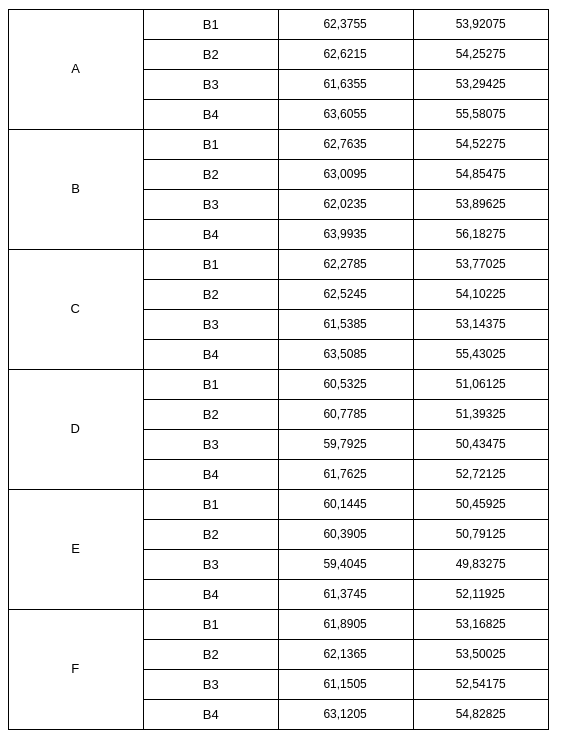 A
B1 62,3755 53,92075
B2 62,6215 54,25275
B3 61,6355 53,29425
B4 63,6055 55,58075
B
B1 62,7635 54,52275
B2 63,0095 54,85475
B3 62,0235 53,89625
B4 63,9935 56,18275
C
B1 62,2785 53,77025
B2 62,5245 54,10225
B3 61,5385 53,14375
B4 63,5085 55,43025
D
B1 60,5325 51,06125
B2 60,7785 51,39325
B3 59,7925 50,43475
B4 61,7625 52,72125
E
B1 60,1445 50,45925
B2 60,3905 50,79125
B3 59,4045 49,83275
B4 61,3745 52,11925
F
B1 61,8905 53,16825
B2 62,1365 53,50025
B3 61,1505 52,54175
B4 63,1205 54,82825